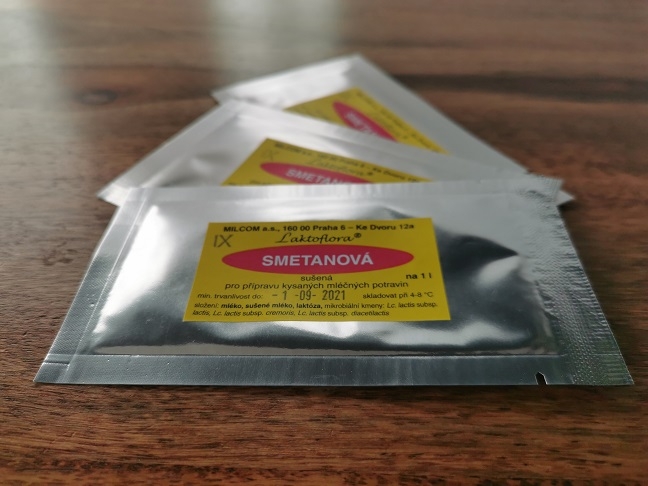 MILCOM a.s., 160 00 Praha 6 – Ke Dvoru 12a
IX Laktoflora®
SMETANOVÁ
sušená na 1 l
pro přípravu kysaných mléčných potravin
min. trvanlivost do: - 1 -09- 2021 skladovat při 4-8 °C
složení: mléko, sušené mléko, laktóza, mikrobiální kmeny: Lc. lactis subsp.
lactis, Lc. lactis subsp. cremoris, Lc. lactis subsp. diacetilactis
Laktoflora®
SMETANOVÁ
SMETANOVÁ